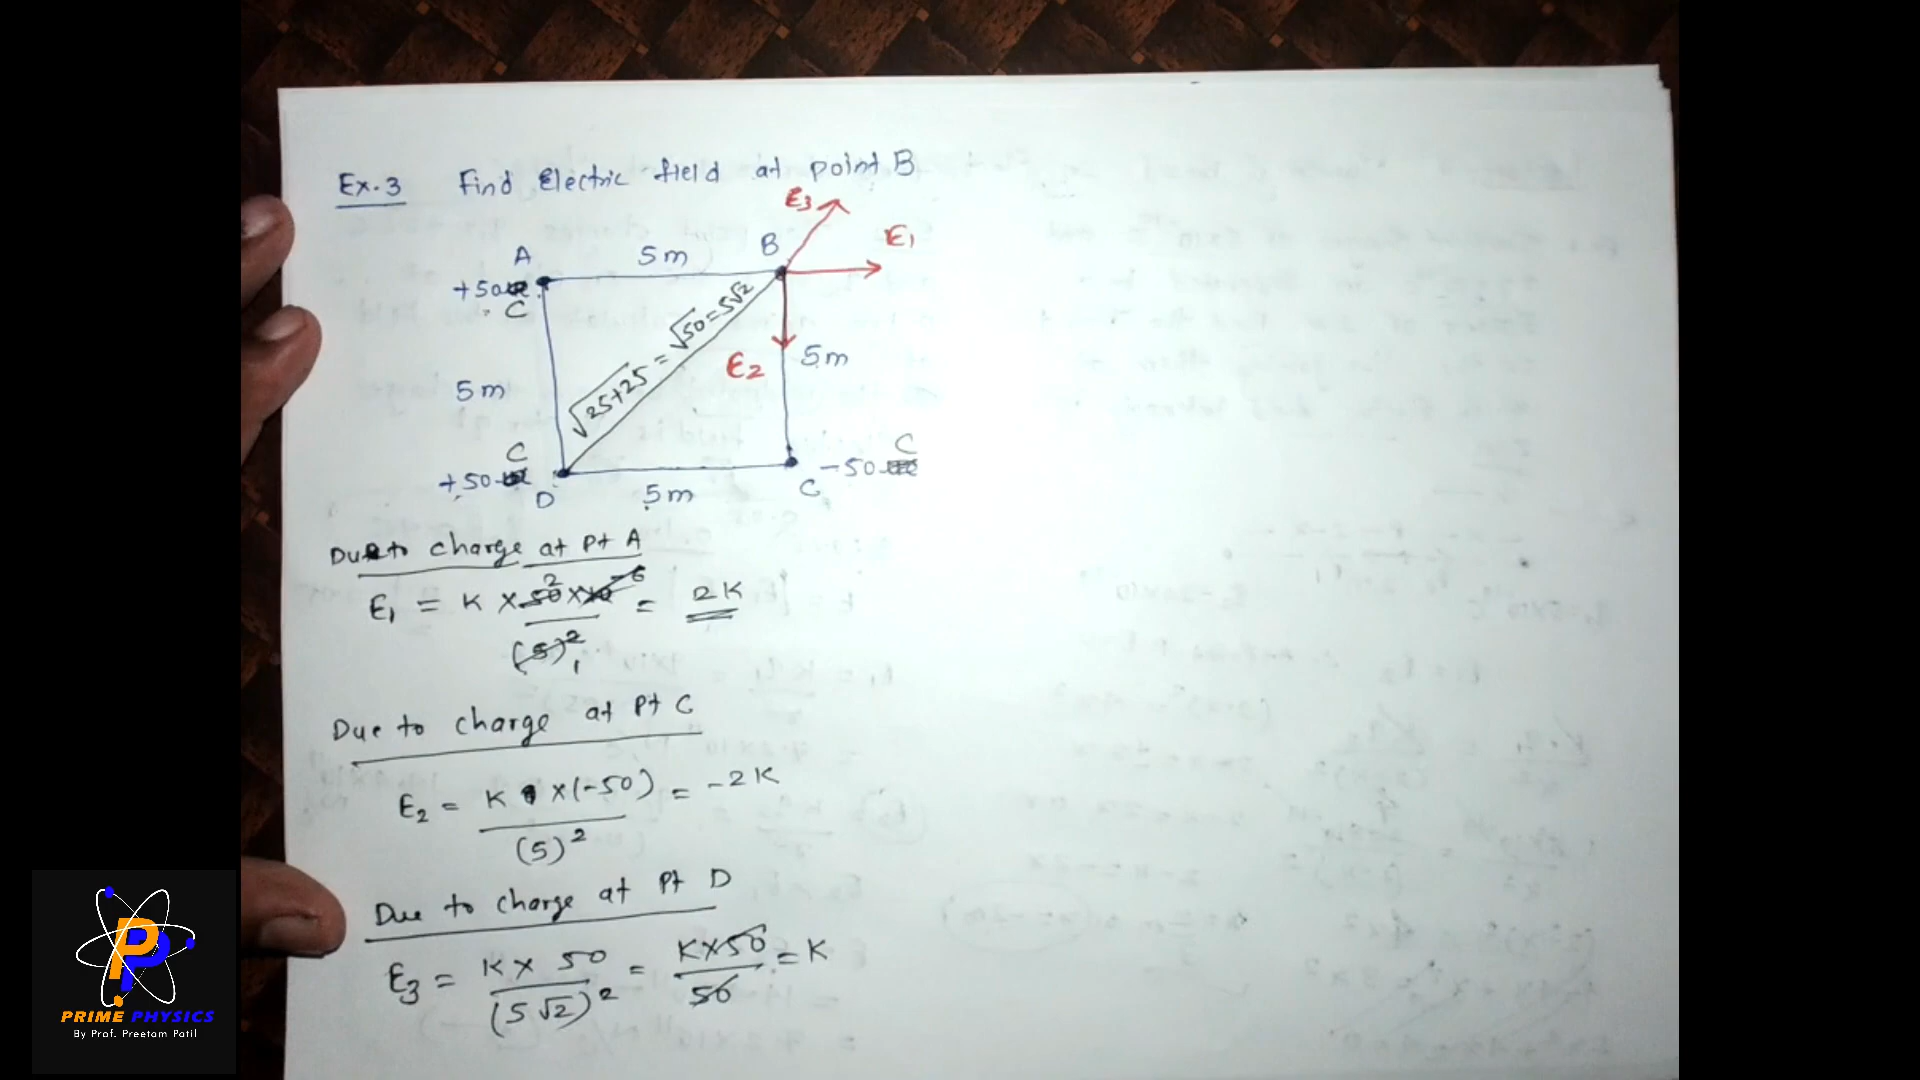 Ex.3 Find Electric field at point B
E3
E1
A 5m B
+50 C
√25+25 = √50 = 5√2
E2 5m
5m
C C
+50 -50
D 5m C
Due to charge at Pt A
E1 = K × 50 × 10^-6 / (5)^2 = 2K
2
1
Due to charge at Pt C
E2 = K × (-50) / (5)^2 = -2K
Due to charge at Pt D
E3 = K × 50 / (5√2)^2 = K×50 / 50 = K
P P
PRIME PHYSICS
By Prof. Preetam Patil